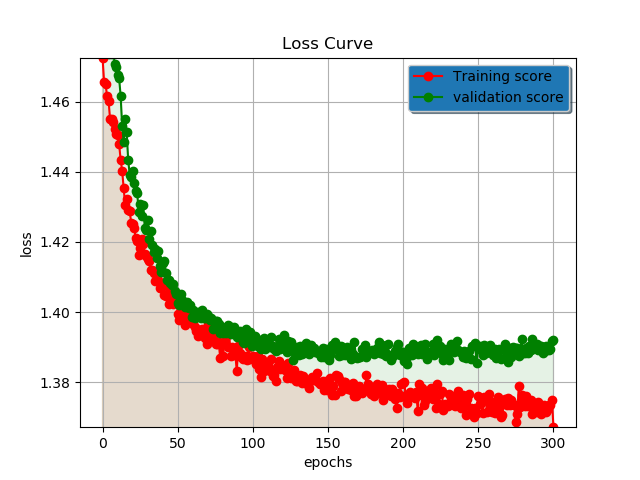 Loss Curve
Training score
validation score
loss
1.46
1.44
1.42
1.40
1.38
0 50 100 150 200 250 300
epochs